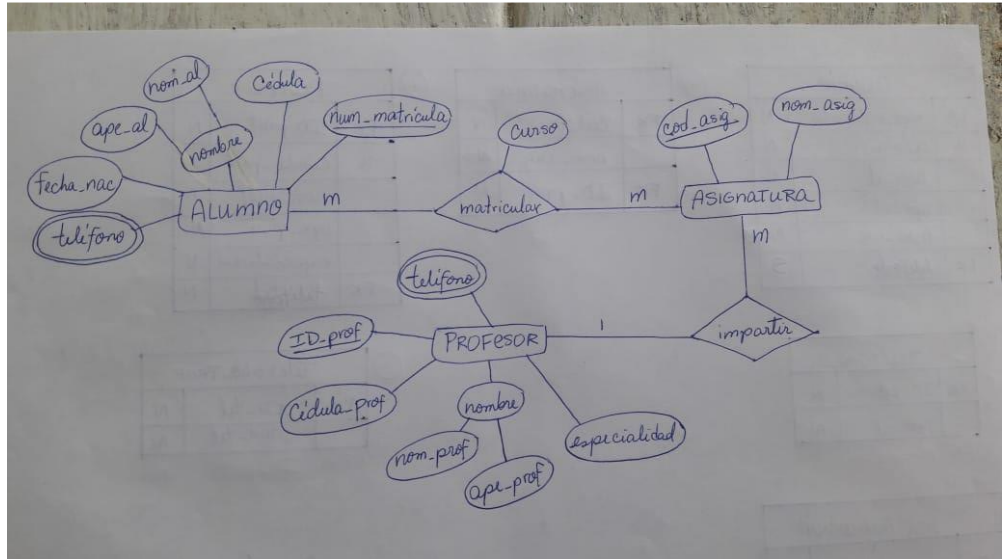 nom_al
Cédula
ape_al
nombre
num_matrícula
fecha_nac
teléfono
ALUMNO
m
curso
matricular
m
cod_asig
nom_asig
ASIGNATURA
m
teléfono
ID_prof
PROFESOR
1
impartir
Cédula_prof
nombre
nom_prof
ape_prof
especialidad